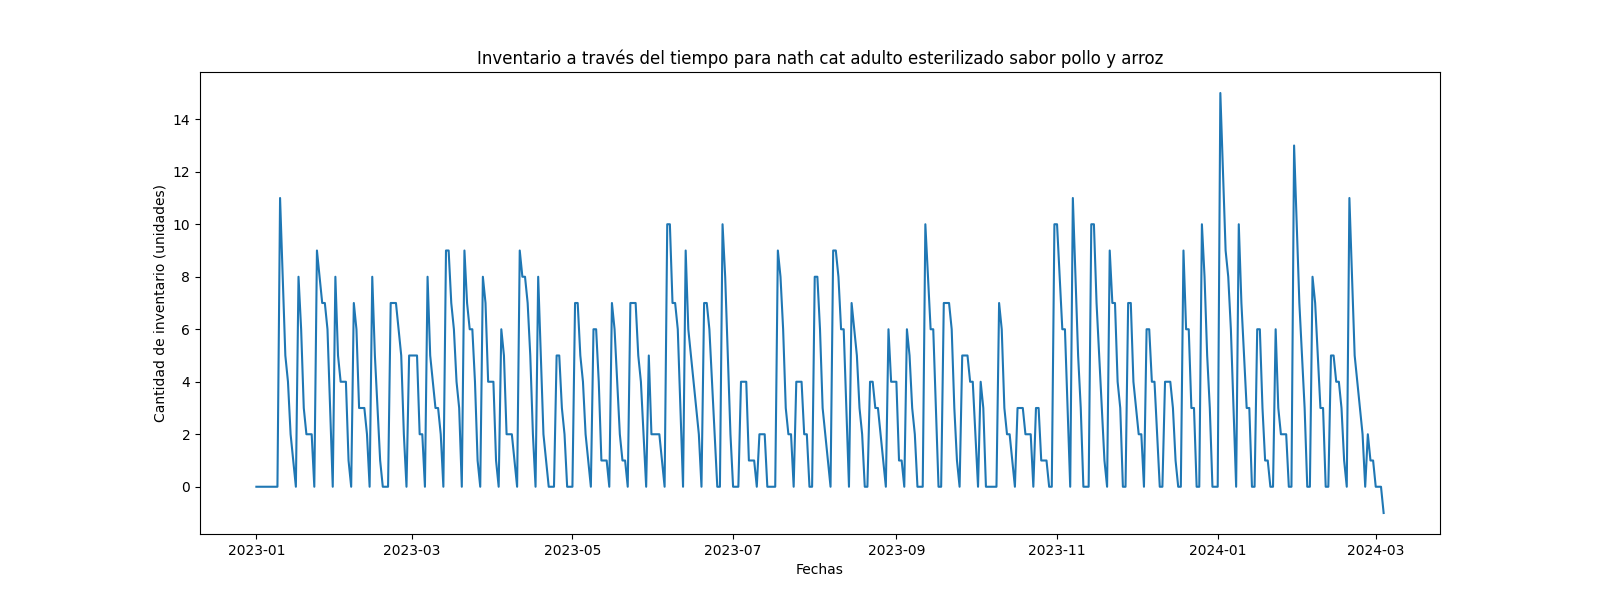 Inventario a través del tiempo para nath cat adulto esterilizado sabor pollo y arroz
Cantidad de inventario (unidades)
14
12
10
8
6
4
2
0
2023-01 2023-03 2023-05 2023-07 2023-09 2023-11 2024-01 2024-03
Fechas